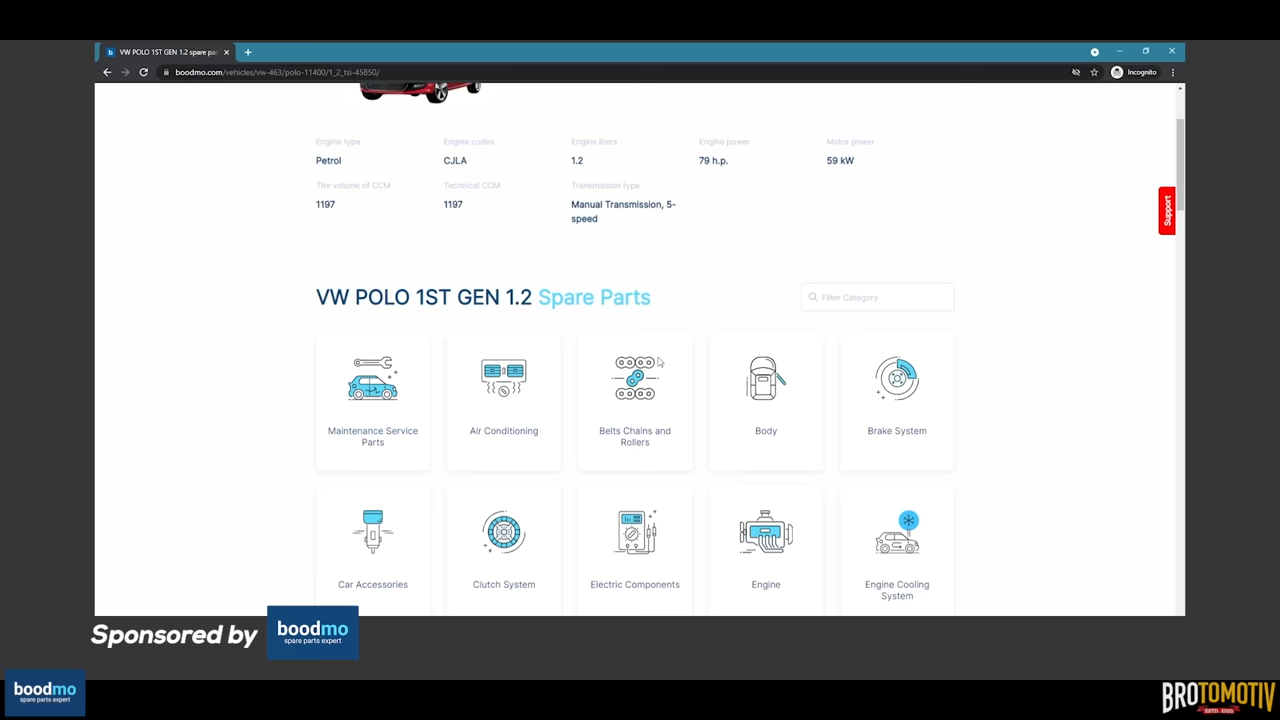 VW POLO 1ST GEN 1.2 spare pa
boodmo.com/vehicles/vw-463/polo-11400/1_2_tsi-45850/
Incognito
Engine type
Engine codes
Engine liters
Engine power
Motor power
Petrol
CJLA
1.2
79 h.p.
59 kW
The volume of CCM
Technical CCM
Transmission type
1197
1197
Manual Transmission, 5-
speed
Support
VW POLO 1ST GEN 1.2 Spare Parts
Filter Category
Maintenance Service
Parts
Air Conditioning
Belts Chains and
Rollers
Body
Brake System
Car Accessories
Clutch System
Electric Components
Engine
Engine Cooling
System
Sponsored by
boodmo
spare parts expert
boodmo
spare parts expert
BROTOMOTIV
ESTD. 2020